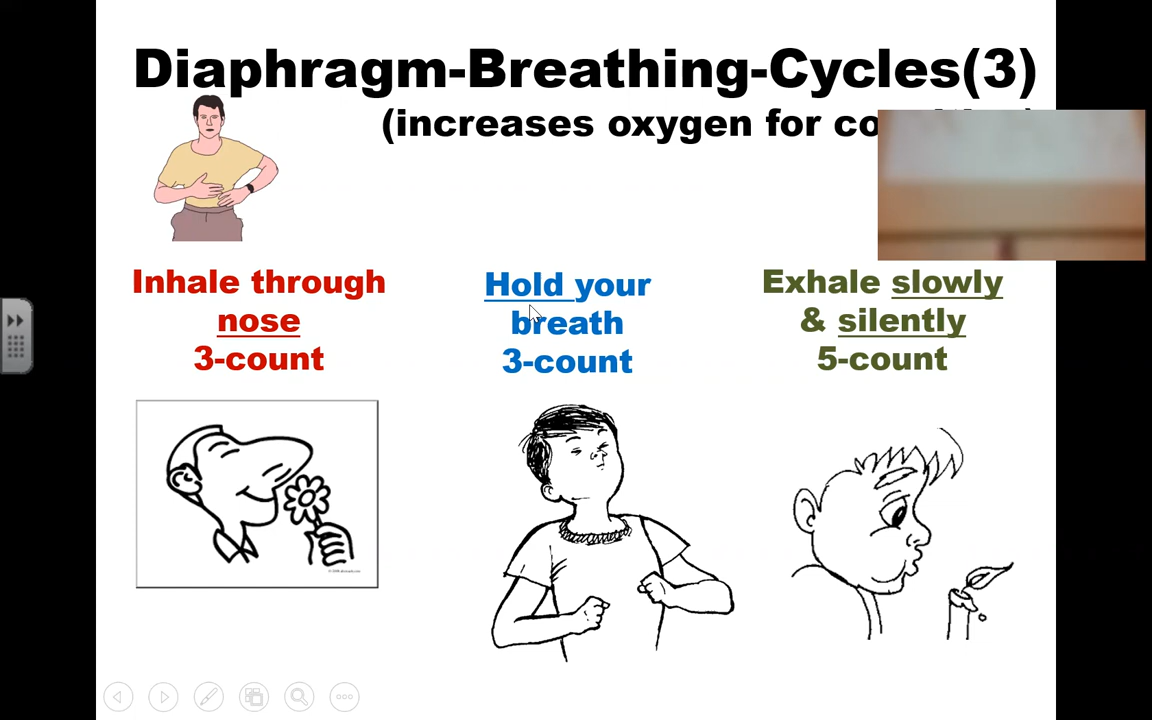 Diaphragm-Breathing-Cycles(3)
(increases oxygen for
Inhale through
nose
3-count
Hold your
breath
3-count
Exhale slowly
& silently
5-count